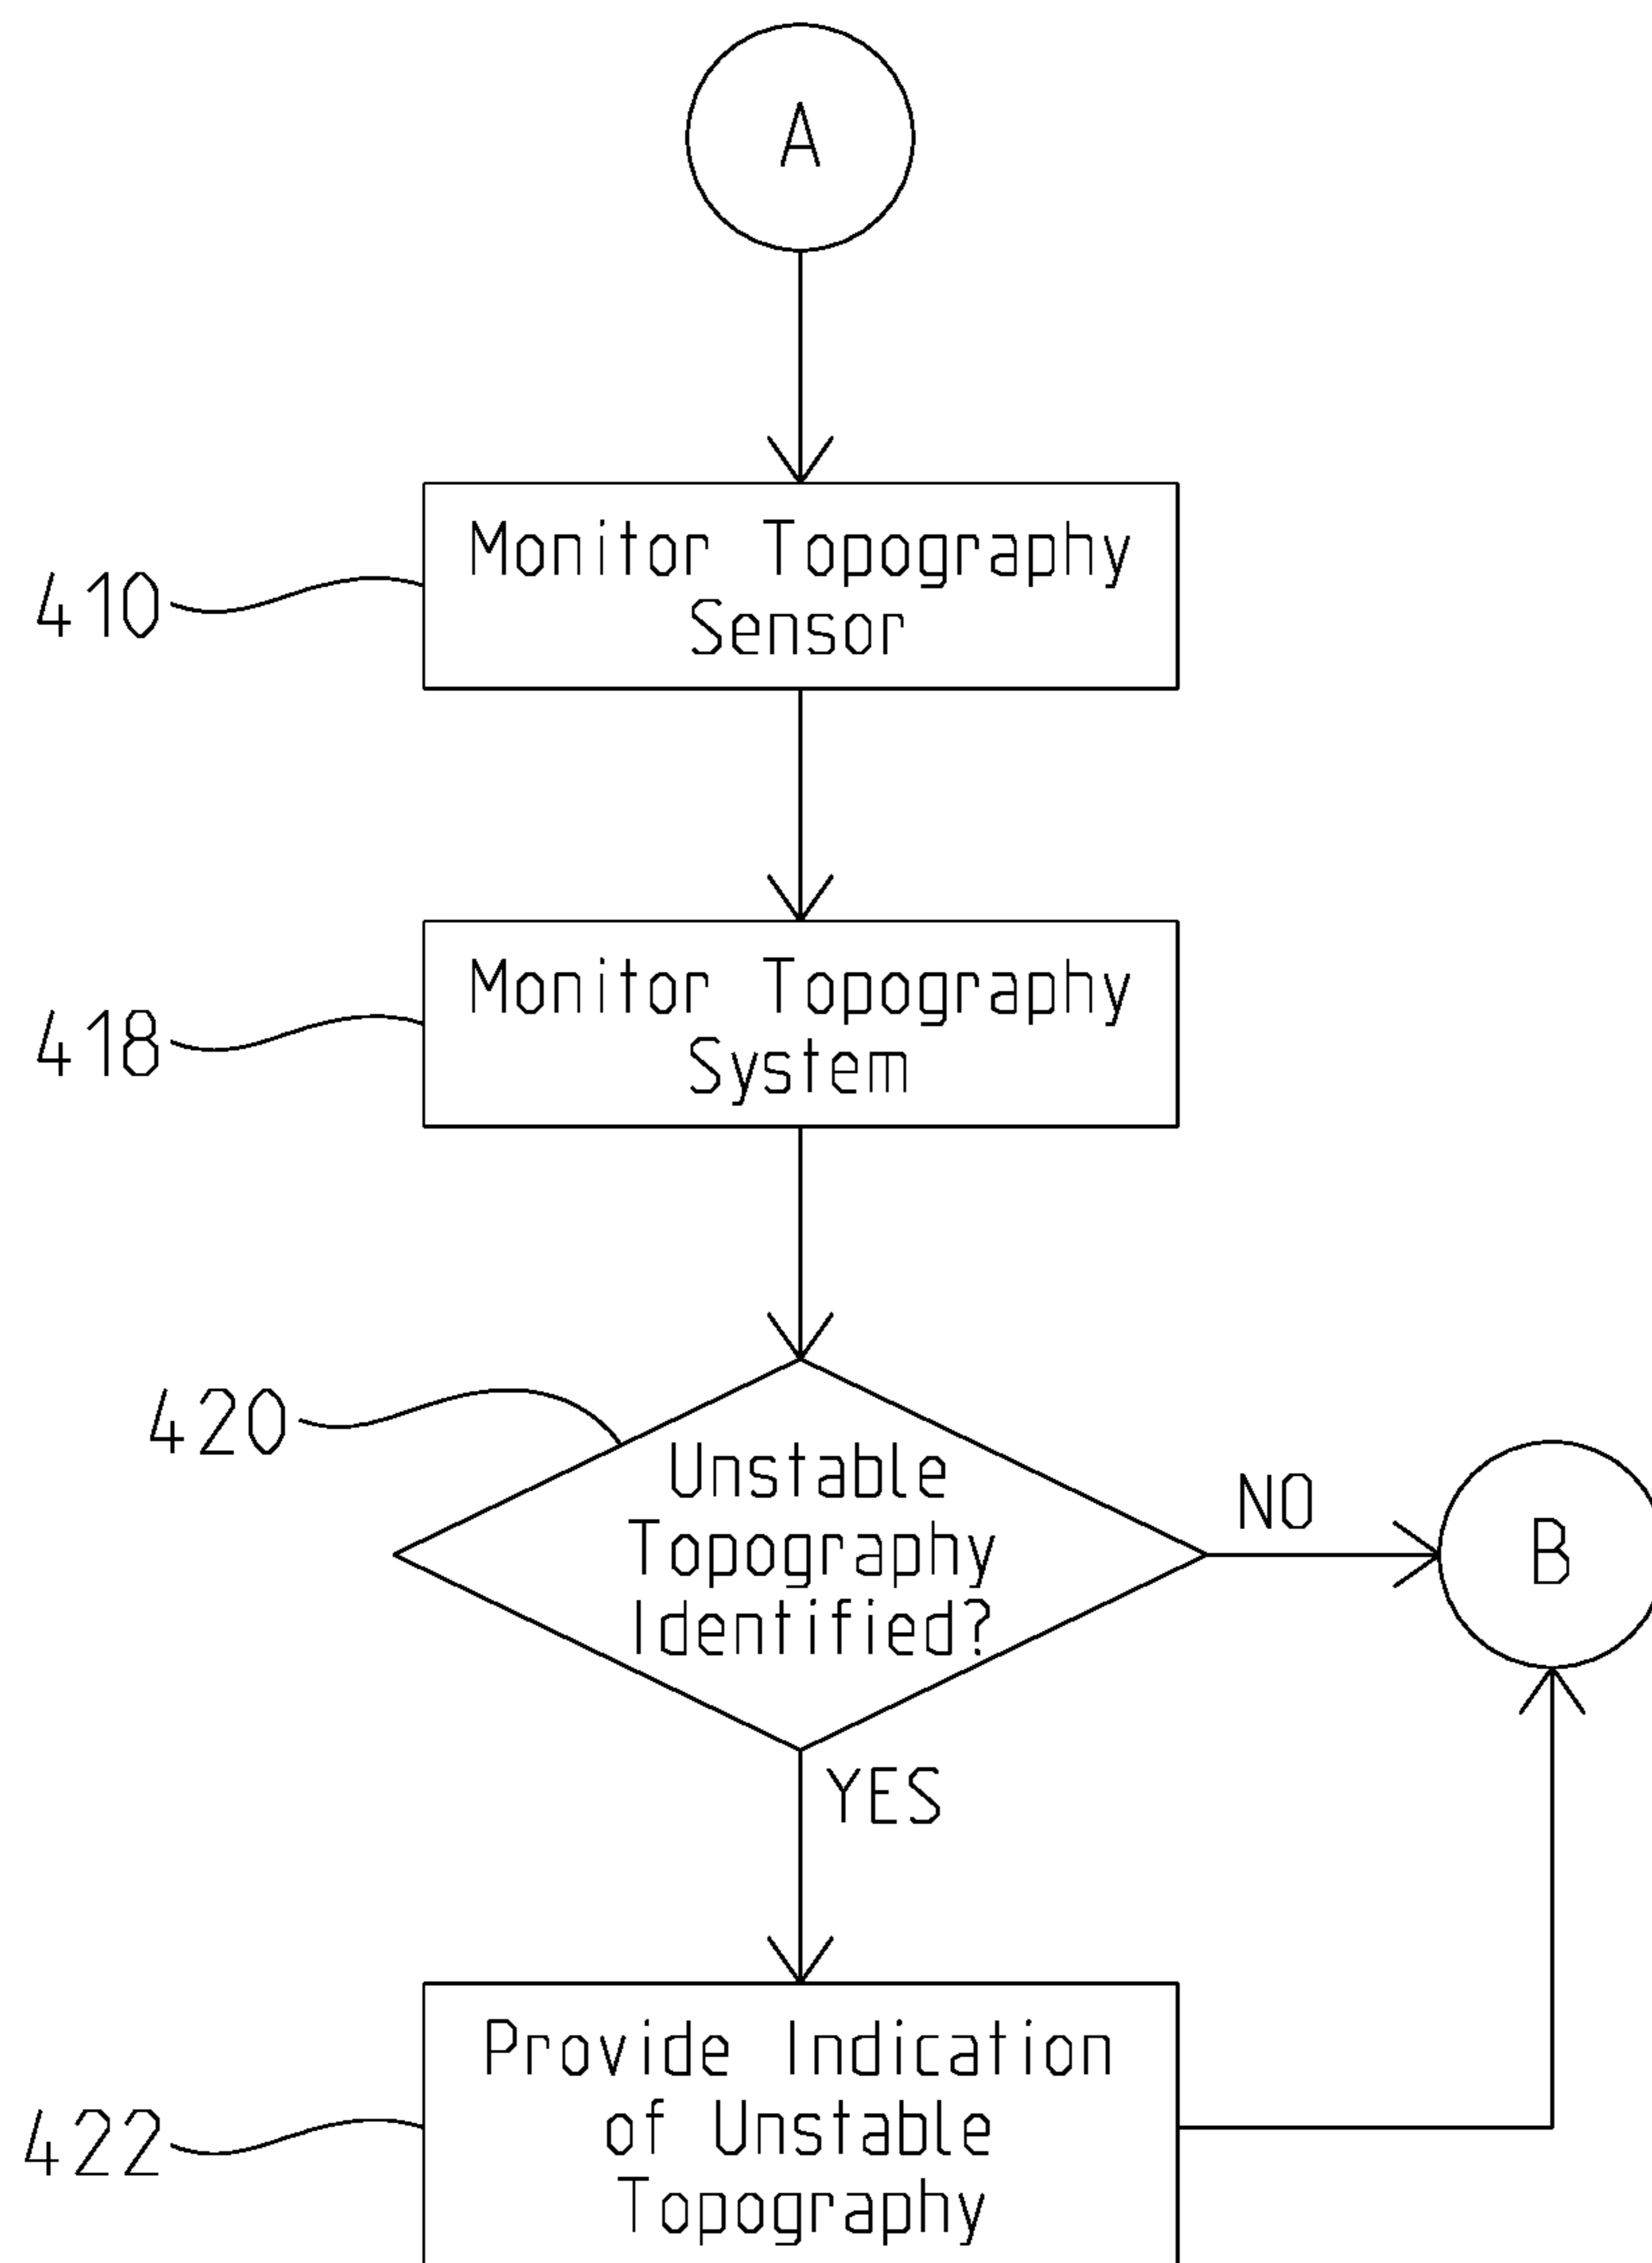 A
410
Monitor Topography
Sensor
418
Monitor Topography
System
420
Unstable
Topography
Identified?
NO
B
YES
422
Provide Indication
of Unstable
Topography